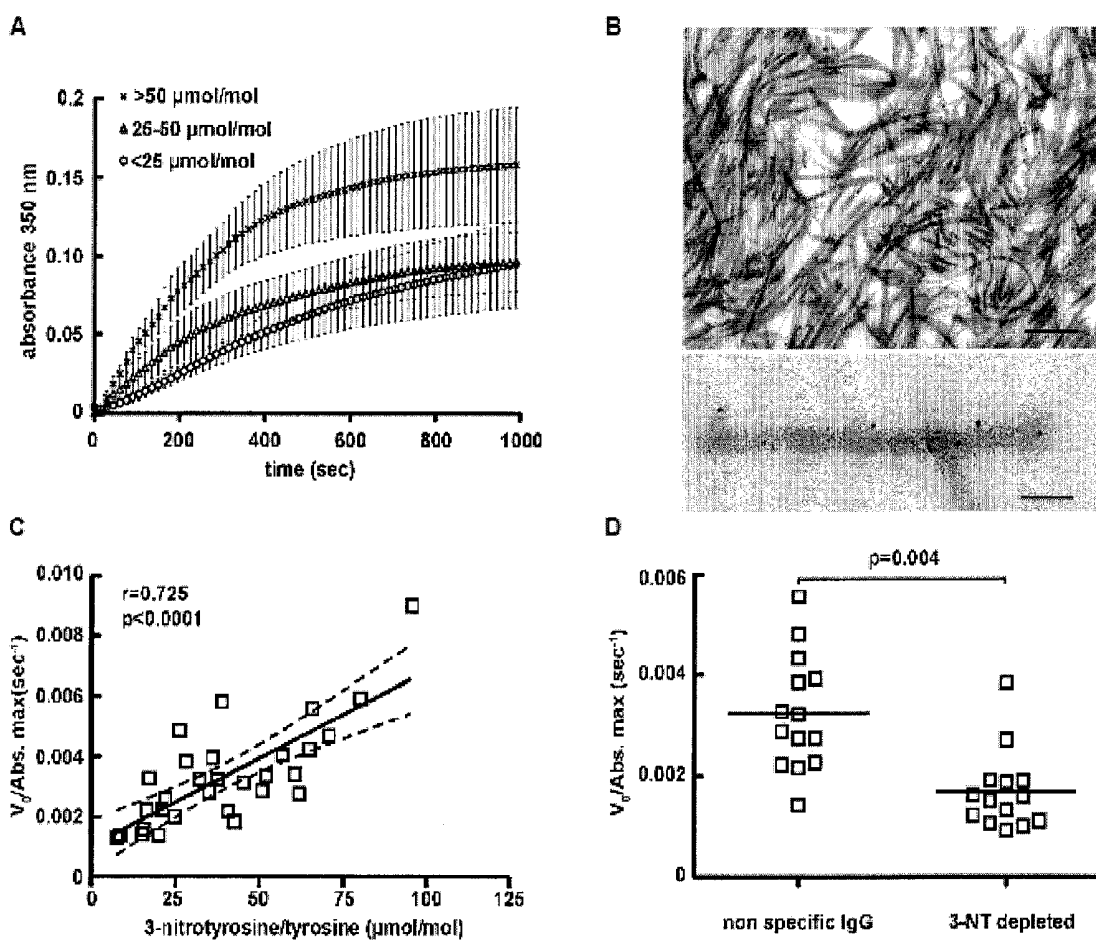 A
B
× >50 µmol/mol
▵ 25-50 µmol/mol
○ <25 µmol/mol
0.2
0.15
0.10
0.05
0
absorbance 350 nm
0 200 400 600 800 1000
time (sec)
C
D
r=0.725
p<0.0001
0.010
0.008
0.006
0.004
0.002
0
V0/Abs. max(sec-1)
0 25 50 75 100 125
3-nitrotyrosine/tyrosine (µmol/mol)
p=0.004
0.006
0.004
0.002
0
V0/Abs. max (sec-1)
non specific IgG 3-NT depleted